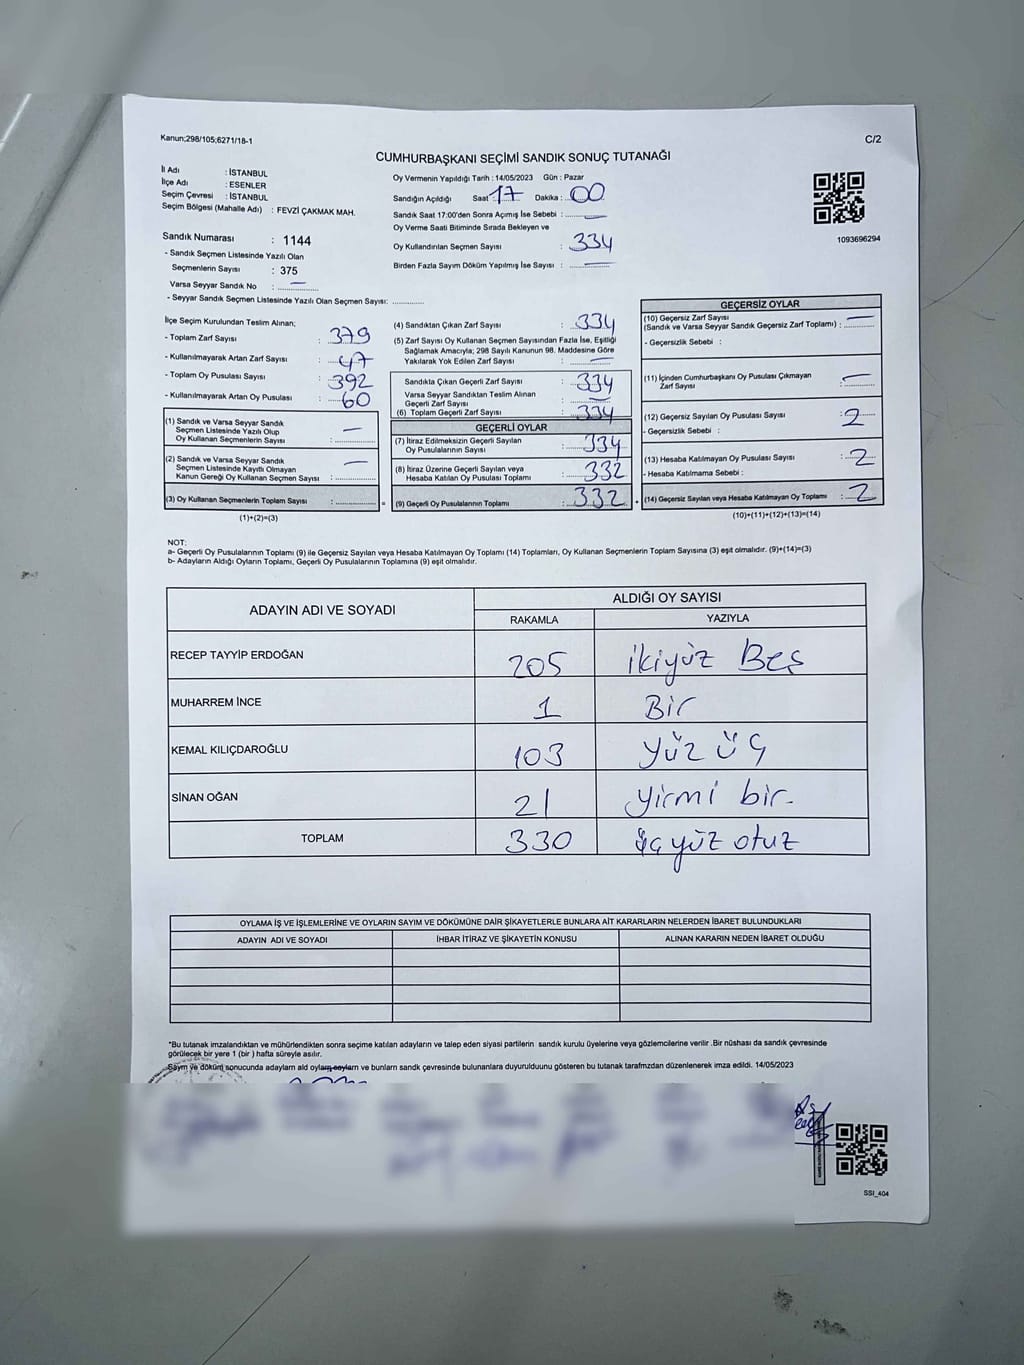 Kanun;298/105;6271/18-1
C/2
CUMHURBAŞKANI SEÇİMİ SANDIK SONUÇ TUTANAĞI
İl Adı : İSTANBUL
İlçe Adı : ESENLER
Seçim Çevresi : İSTANBUL
Seçim Bölgesi (Mahalle Adı) : FEVZİ ÇAKMAK MAH.
Sandık Numarası : 1144
- Sandık Seçmen Listesinde Yazılı Olan
Seçmenlerin Sayısı : 375
Varsa Seyyar Sandık No : —
- Seyyar Sandık Seçmen Listesinde Yazılı Olan Seçmen Sayısı: ............
Oy Vermenin Yapıldığı Tarih : 14/05/2023 Gün : Pazar
Sandığın Açıldığı Saat : 17 Dakika : 00
Sandık Saat 17:00'den Sonra Açımış İse Sebebi : —
Oy Verme Saati Bitiminde Sırada Bekleyen ve
Oy Kullandırılan Seçmen Sayısı : 334
Birden Fazla Sayım Döküm Yapılmış İse Sayısı : —
1093696294
İlçe Seçim Kurulundan Teslim Alınan;
- Toplam Zarf Sayısı : 379
- Kullanılmayarak Artan Zarf Sayısı : 47
- Toplam Oy Pusulası Sayısı : 392
- Kullanılmayarak Artan Oy Pusulası : 60
(1) Sandık ve Varsa Seyyar Sandık
Seçmen Listesinde Yazılı Olup
Oy Kullanan Seçmenlerin Sayısı : —
(2) Sandık ve Varsa Seyyar Sandık
Seçmen Listesinde Kayıtlı Olmayan
Kanun Gereği Oy Kullanan Seçmen Sayısı : —
(3) Oy Kullanan Seçmenlerin Toplam Sayısı : ............ =
(1)+(2)=(3)
(4) Sandıktan Çıkan Zarf Sayısı : 334
(5) Zarf Sayısı Oy Kullanan Seçmen Sayısından Fazla İse, Eşitliği
Sağlamak Amacıyla; 298 Sayılı Kanunun 98. Maddesine Göre
Yakılarak Yok Edilen Zarf Sayısı : —
Sandıkta Çıkan Geçerli Zarf Sayısı : 334
Varsa Seyyar Sandıktan Teslim Alınan
Geçerli Zarf Sayısı : —
(6) Toplam Geçerli Zarf Sayısı : 334
GEÇERLİ OYLAR
(7) İtiraz Edilmeksizin Geçerli Sayılan
Oy Pusulalarının Sayısı : 334
(8) İtiraz Üzerine Geçerli Sayılan veya
Hesaba Katılan Oy Pusulası Toplamı : 332
(9) Geçerli Oy Pusulalarının Toplamı : 332 +
GEÇERSİZ OYLAR
(10) Geçersiz Zarf Sayısı
(Sandık ve Varsa Seyyar Sandık Geçersiz Zarf Toplamı) : —
- Geçersizlik Sebebi :
(11) İçinden Cumhurbaşkanı Oy Pusulası Çıkmayan
Zarf Sayısı : —
(12) Geçersiz Sayılan Oy Pusulası Sayısı : 2
- Geçersizlik Sebebi :
(13) Hesaba Katılmayan Oy Pusulası Sayısı : 2
- Hesaba Katılmama Sebebi :
(14) Geçersiz Sayılan veya Hesaba Katılmayan Oy Toplamı : 2
(10)+(11)+(12)+(13)=(14)
NOT:
a- Geçerli Oy Pusulalarının Toplamı (9) ile Geçersiz Sayılan veya Hesaba Katılmayan Oy Toplamı (14) Toplamları, Oy Kullanan Seçmenlerin Toplam Sayısına (3) eşit olmalıdır. (9)+(14)=(3)
b- Adayların Aldığı Oyların Toplamı, Geçerli Oy Pusulalarının Toplamına (9) eşit olmalıdır.
ADAYIN ADI VE SOYADI
ALDIĞI OY SAYISI
RAKAMLA YAZIYLA
RECEP TAYYİP ERDOĞAN 205 ikiyüz Beş
MUHARREM İNCE 1 Bir
KEMAL KILIÇDAROĞLU 103 yüz üç
SİNAN OĞAN 21 yirmi bir.
TOPLAM 330 üçyüz otuz
OYLAMA İŞ VE İŞLEMLERİNE VE OYLARIN SAYIM VE DÖKÜMÜNE DAİR ŞİKAYETLERLE BUNLARA AİT KARARLARIN NELERDEN İBARET BULUNDUKLARI
ADAYIN ADI VE SOYADI İHBAR İTİRAZ VE ŞİKAYETİN KONUSU ALINAN KARARIN NEDEN İBARET OLDUĞU
*Bu tutanak imzalandıktan ve mühürlendikten sonra seçime katılan adayların ve talep eden siyasi partilerin sandık kurulu üyelerine veya gözlemcilerine verilir .Bir nüshası da sandık çevresinde
görülecek bir yere 1 (bir ) hafta süreyle asılır.
Sayım ve döküm sonucunda adayların ald oyların sayların ve bunların sandk çevresinde bulunanlara duyurulduunu gösteren bu tutanak tarafmzdan düzenlenerek imza edildi. 14/05/2023
SSI_404